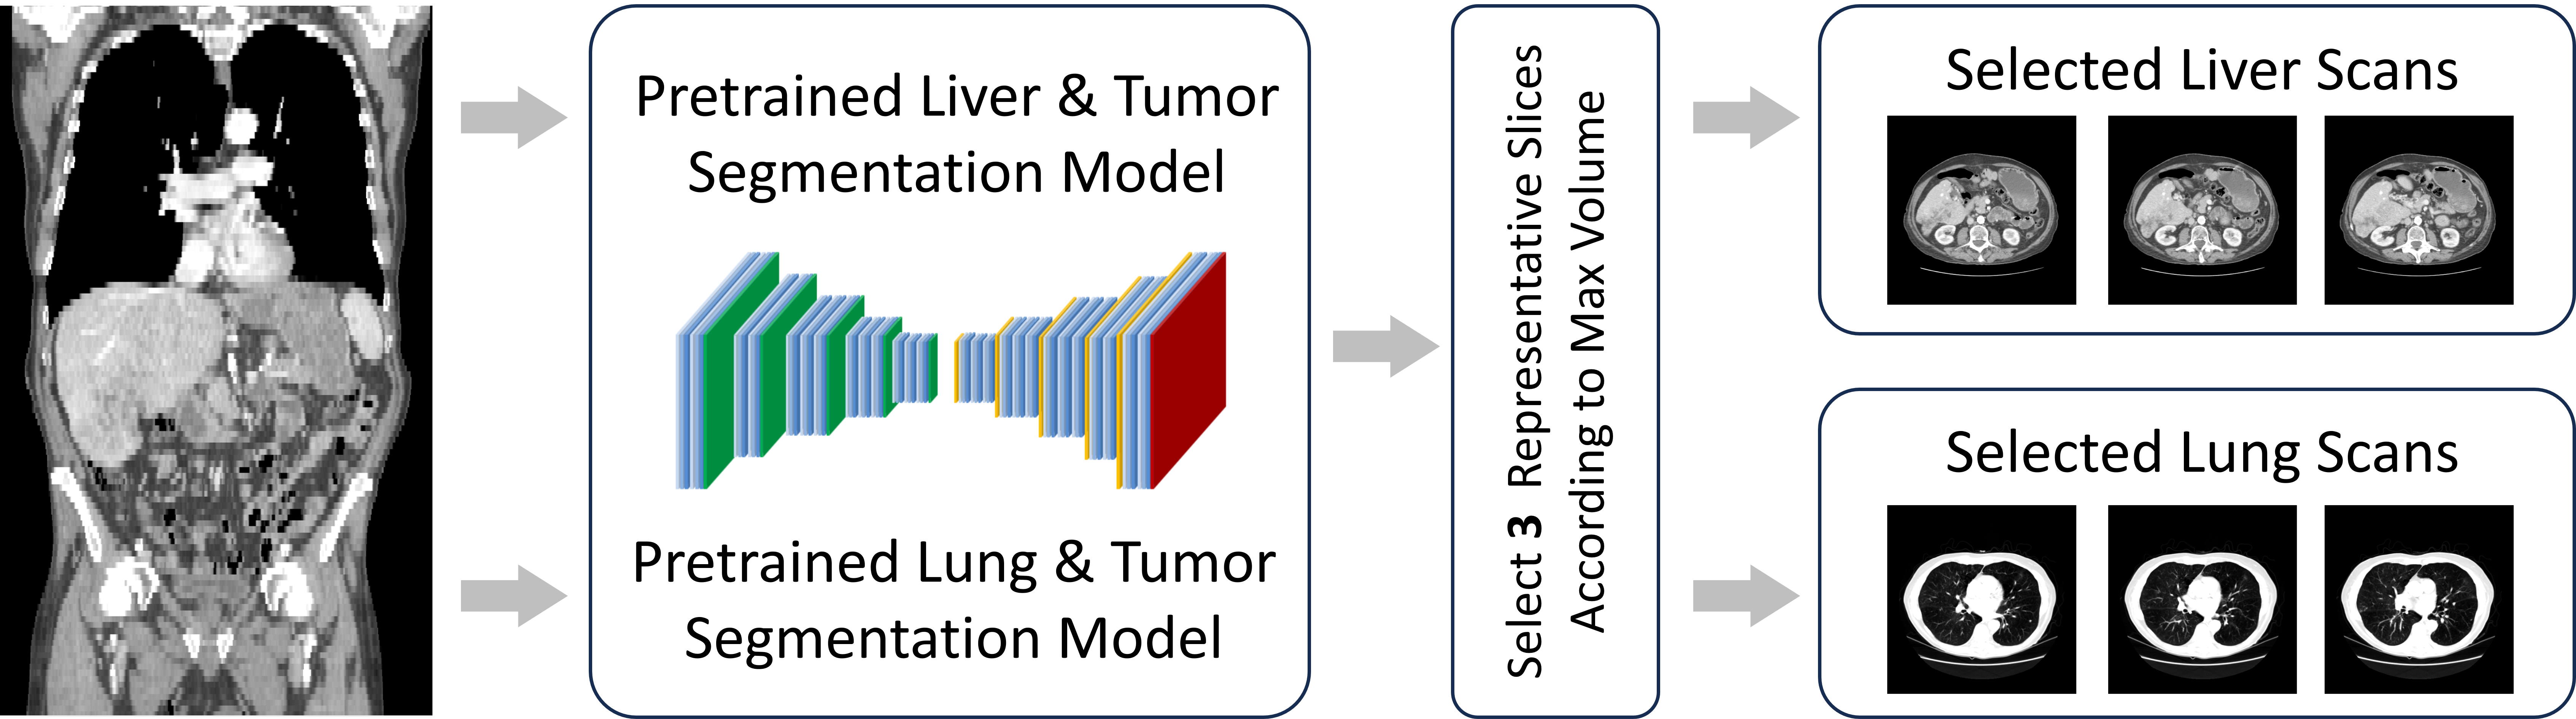 Pretrained Liver & Tumor
Segmentation Model
Pretrained Lung & Tumor
Segmentation Model
Select 3 Representative Slices
According to Max Volume
Selected Liver Scans
Selected Lung Scans